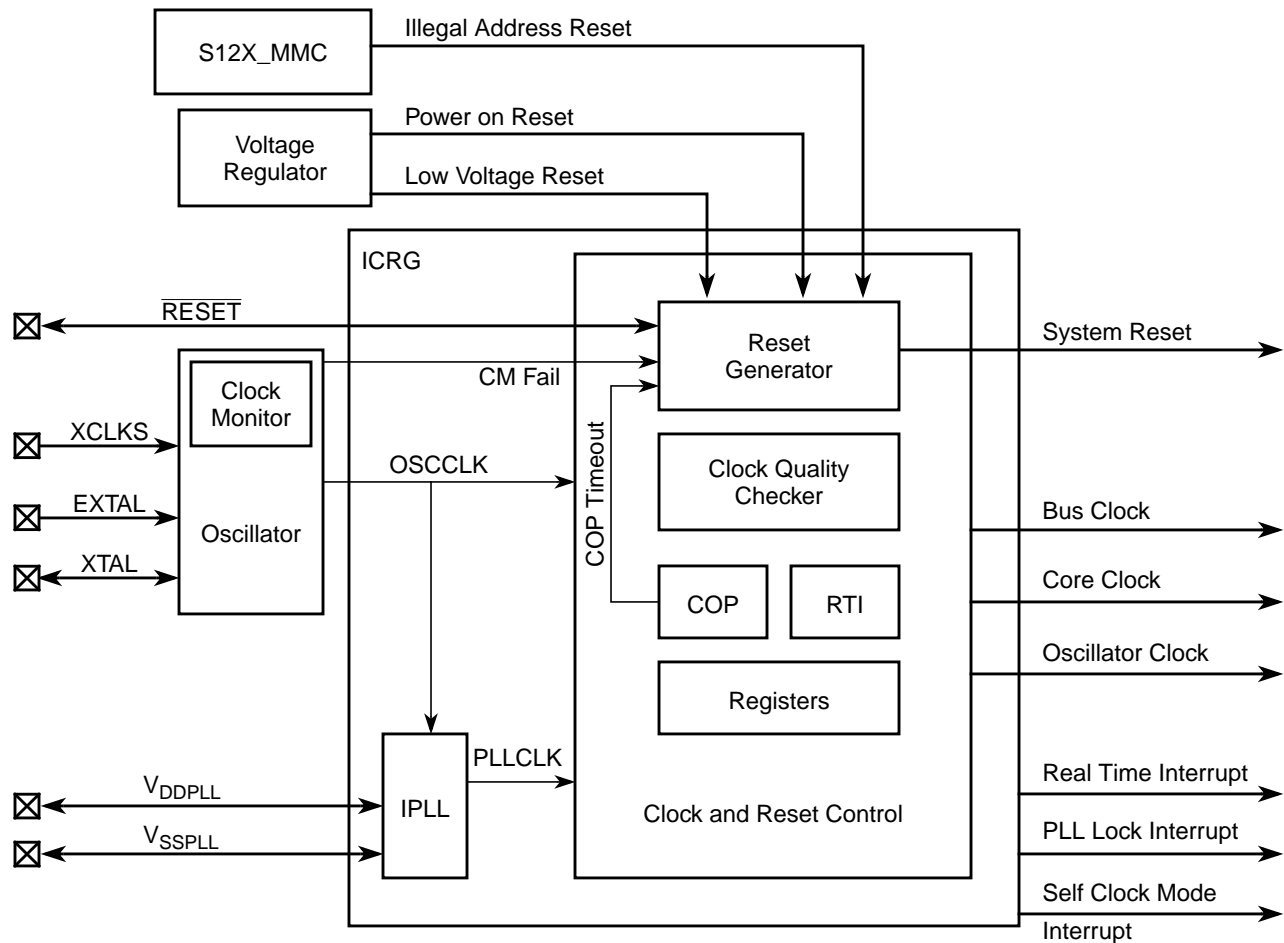 Illegal Address Reset
S12X_MMC
Power on Reset
Voltage
Regulator
Low Voltage Reset
ICRG
RESET
Reset
Generator
System Reset
CM Fail
Clock
Monitor
XCLKS
OSCCLK
COP Timeout
Clock Quality
Checker
EXTAL
Oscillator
Bus Clock
XTAL
COP
RTI
Core Clock
Oscillator Clock
Registers
PLLCLK
VDDPLL
IPLL
Clock and Reset Control
Real Time Interrupt
VSSPLL
PLL Lock Interrupt
Self Clock Mode
Interrupt